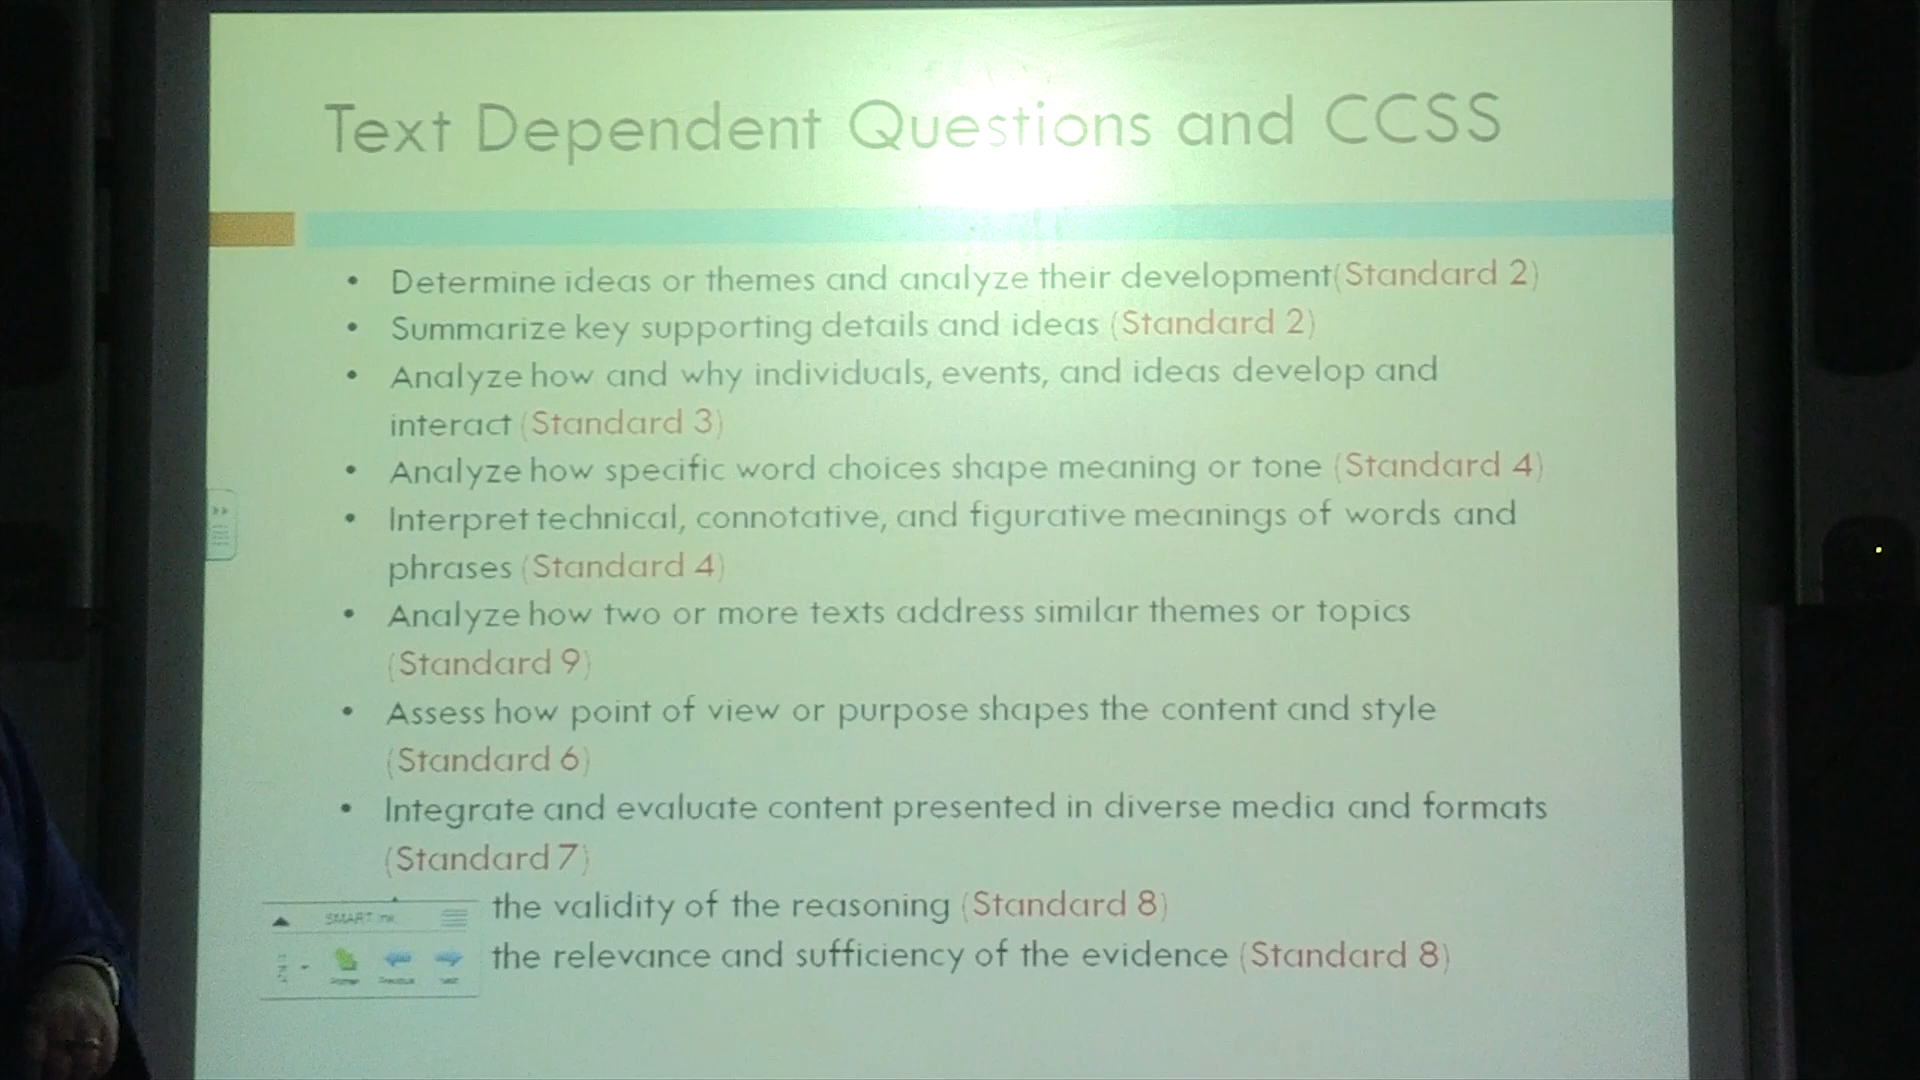 Text Dependent Questions and CCSS
• Determine ideas or themes and analyze their development(Standard 2)
• Summarize key supporting details and ideas (Standard 2)
• Analyze how and why individuals, events, and ideas develop and
interact (Standard 3)
• Analyze how specific word choices shape meaning or tone (Standard 4)
• Interpret technical, connotative, and figurative meanings of words and
phrases (Standard 4)
• Analyze how two or more texts address similar themes or topics
(Standard 9)
• Assess how point of view or purpose shapes the content and style
(Standard 6)
• Integrate and evaluate content presented in diverse media and formats
(Standard 7)
the validity of the reasoning (Standard 8)
the relevance and sufficiency of the evidence (Standard 8)
SMART Ink
Previous Next